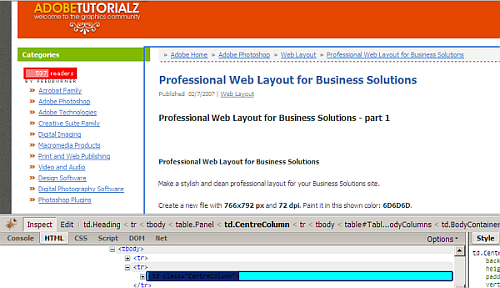 ADOBETUTORIALZ
welcome to the graphics community
Categories
537 readers
BY FEEDBURNER
Acrobat Family
Adobe Photoshop
Adobe Technologies
Creative Suite Family
Digital Imaging
Macromedia Products
Print and Web Publishing
Video and Audio
Design Software
Digital Photography Software
Photoshop Plugins
» Adobe Home » Adobe Photoshop » Web Layout » Professional Web Layout for Business Solutions
Professional Web Layout for Business Solutions
Published 02/7/2007 | Web Layout
Professional Web Layout for Business Solutions - part 1
Professional Web Layout for Business Solutions
Make a stylish and clean professional layout for your Business Solutions site.
Create a new file with 766x792 px and 72 dpi. Paint it in this shown color: 6D6D6D.
Inspect Edit | td.Heading < tr < tbody < table.Panel < td.CentreColumn < tr < tbody < table#Tabl...odyColumns < td.BodyContainer
Console HTML CSS Script DOM Net Options Style
<tbody>
<tr>
<tr>
<td class="CentreColumn">
</tr>
td.Cent
back
heig
padd
vert